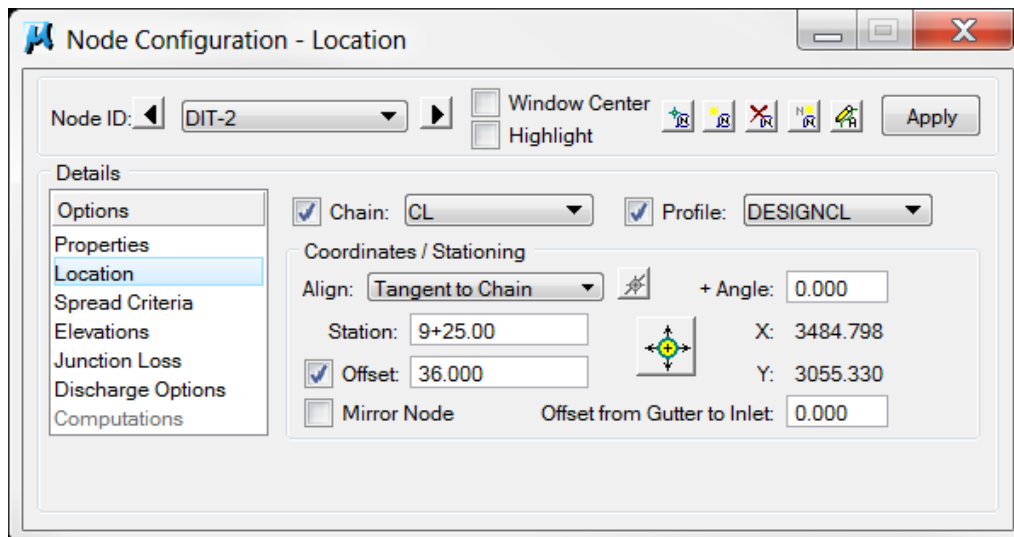 Node Configuration - Location
Node ID: DIT-2 Window Center Apply
Highlight
Details
Options
Properties
Location
Spread Criteria
Elevations
Junction Loss
Discharge Options
Computations
Chain: CL Profile: DESIGNCL
Coordinates / Stationing
Align: Tangent to Chain + Angle: 0.000
Station: 9+25.00 X: 3484.798
Offset: 36.000 Y: 3055.330
Mirror Node Offset from Gutter to Inlet: 0.000